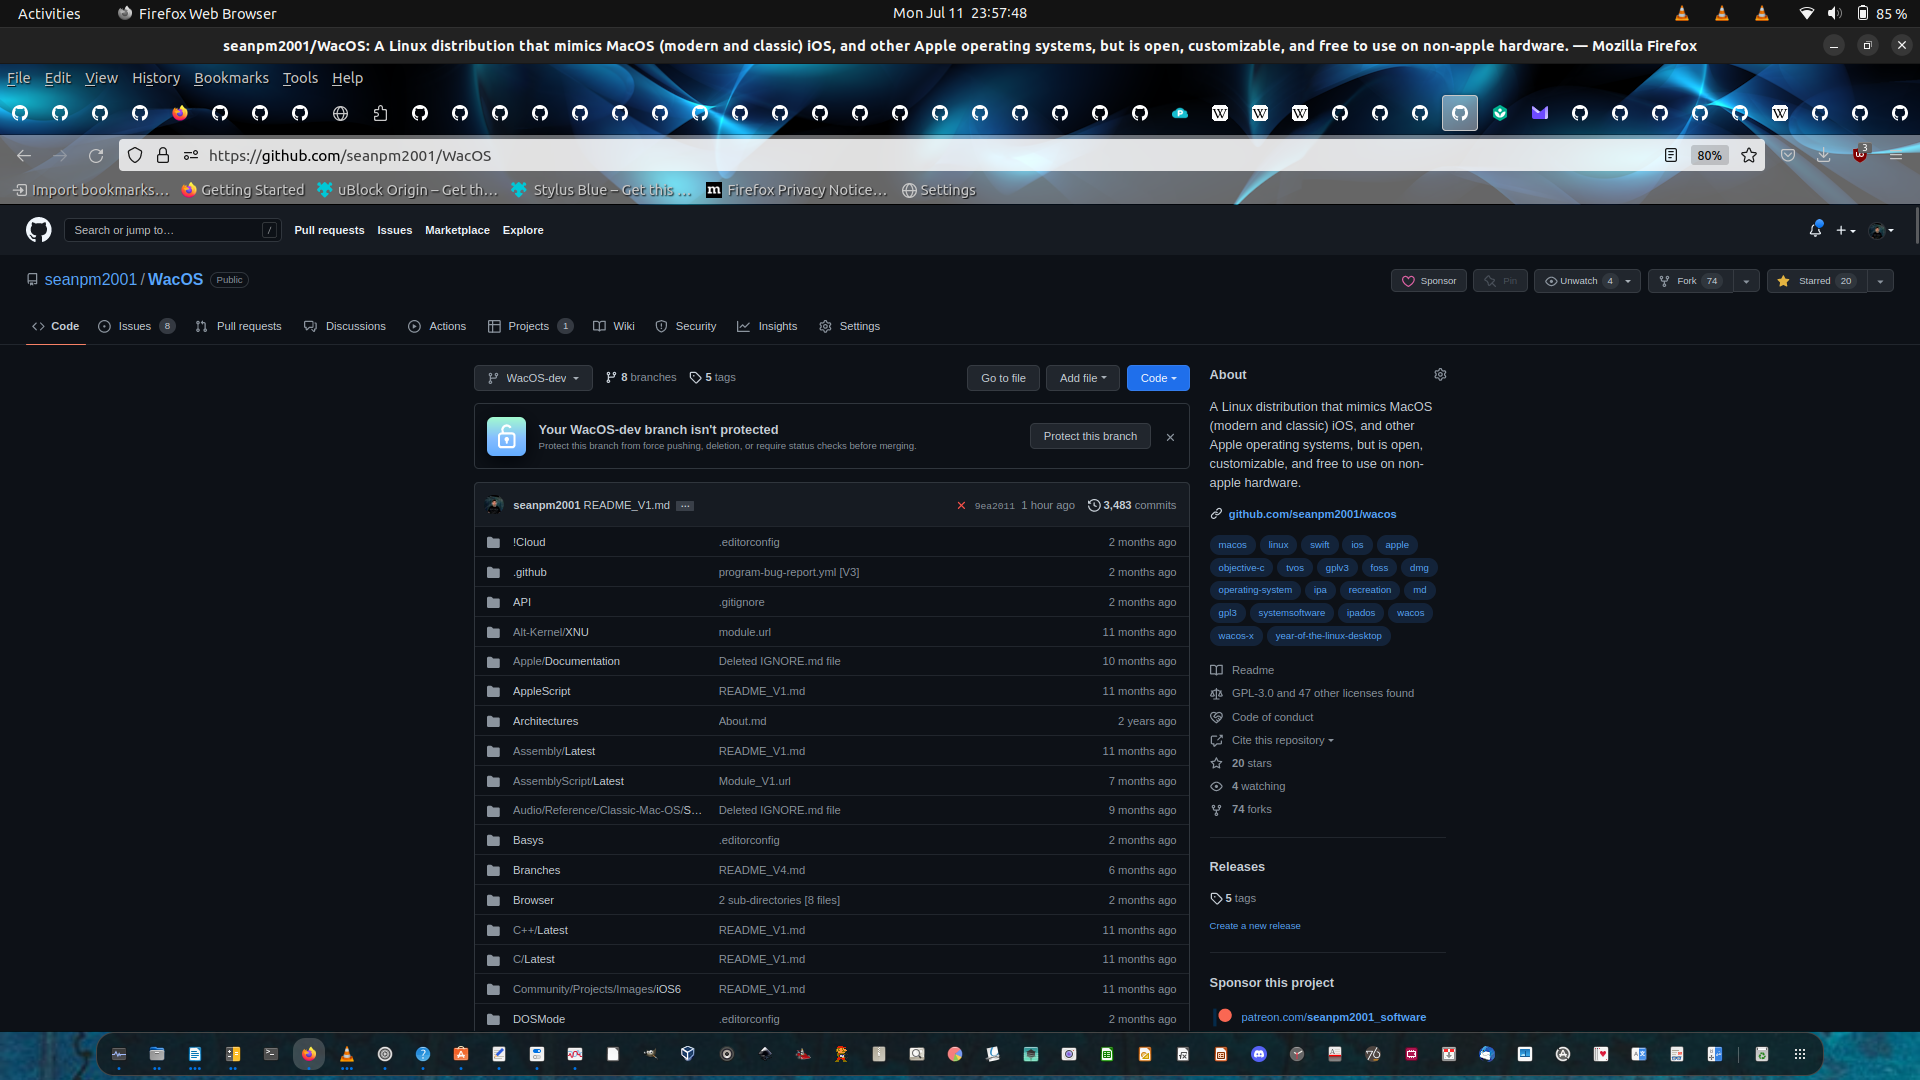 Activities
Firefox Web Browser
Mon Jul 11 23:57:48
85 %
seanpm2001/WacOS: A Linux distribution that mimics MacOS (modern and classic) iOS, and other Apple operating systems, but is open, customizable, and free to use on non-apple hardware. — Mozilla Firefox
File Edit View History Bookmarks Tools Help
https://github.com/seanpm2001/WacOS
80%
3
Import bookmarks…
Getting Started
uBlock Origin – Get th…
Stylus Blue – Get this …
Firefox Privacy Notice…
Settings
Search or jump to…
/
Pull requests
Issues
Marketplace
Explore
seanpm2001 / WacOS
Public
Sponsor
Pin
Unwatch 4
Fork 74
Starred 20
Code
Issues 8
Pull requests
Discussions
Actions
Projects 1
Wiki
Security
Insights
Settings
WacOS-dev
8 branches
5 tags
Go to file
Add file
Code
Your WacOS-dev branch isn't protected
Protect this branch from force pushing, deletion, or require status checks before merging.
Protect this branch
seanpm2001 README_V1.md …
9ea2011 1 hour ago
3,483 commits
!Cloud .editorconfig 2 months ago
.github program-bug-report.yml [V3] 2 months ago
API .gitignore 2 months ago
Alt-Kernel/XNU module.url 11 months ago
Apple/Documentation Deleted IGNORE.md file 10 months ago
AppleScript README_V1.md 11 months ago
Architectures About.md 2 years ago
Assembly/Latest README_V1.md 11 months ago
AssemblyScript/Latest Module_V1.url 7 months ago
Audio/Reference/Classic-Mac-OS/S… Deleted IGNORE.md file 9 months ago
Basys .editorconfig 2 months ago
Branches README_V4.md 6 months ago
Browser 2 sub-directories [8 files] 2 months ago
C++/Latest README_V1.md 11 months ago
C/Latest README_V1.md 11 months ago
Community/Projects/Images/iOS6 README_V1.md 11 months ago
DOSMode .editorconfig 2 months ago
About
A Linux distribution that mimics MacOS
(modern and classic) iOS, and other
Apple operating systems, but is open,
customizable, and free to use on non-
apple hardware.
github.com/seanpm2001/wacos
macos linux swift ios apple
objective-c tvos gplv3 foss dmg
operating-system ipa recreation md
gpl3 systemsoftware ipados wacos
wacos-x year-of-the-linux-desktop
Readme
GPL-3.0 and 47 other licenses found
Code of conduct
Cite this repository
20 stars
4 watching
74 forks
Releases
5 tags
Create a new release
Sponsor this project
patreon.com/seanpm2001_software